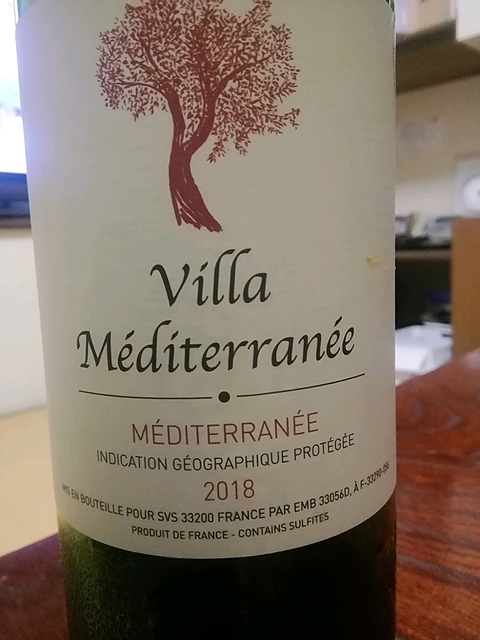 Villa
Méditerranée
MÉDITERRANÉE
INDICATION GÉOGRAPHIQUE PROTÉGÉE
2018
MIS EN BOUTEILLE POUR SVS 33200 FRANCE PAR EMB 33056D, À F-33290-
PRODUIT DE FRANCE - CONTAINS SULFITES